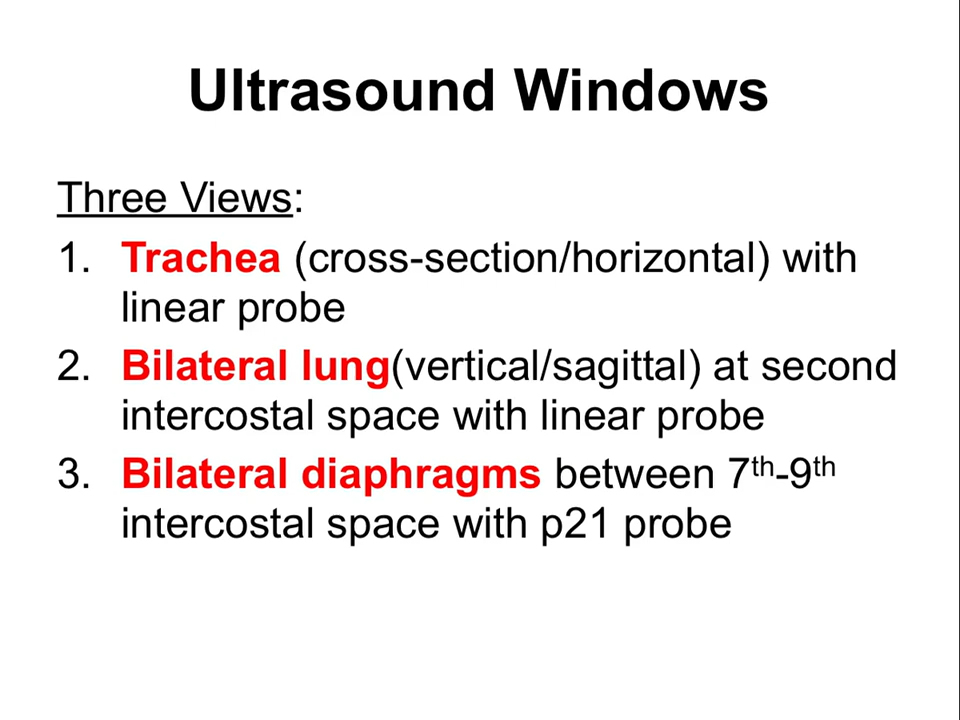 Ultrasound Windows
Three Views:
1. Trachea (cross-section/horizontal) with
linear probe
2. Bilateral lung(vertical/sagittal) at second
intercostal space with linear probe
3. Bilateral diaphragms between 7th-9th
intercostal space with p21 probe